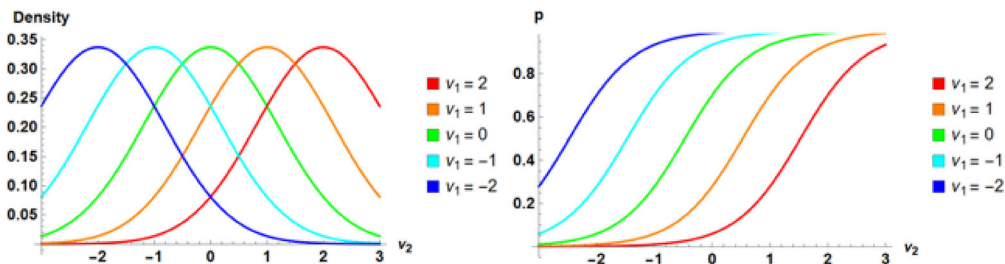 Density
0.35
0.30
0.25
0.20
0.15
0.10
0.05
-2 -1 0 1 2 3 v₂
v₁ = 2
v₁ = 1
v₁ = 0
v₁ = -1
v₁ = -2
p
0.8
0.6
0.4
0.2
-2 -1 0 1 2 3 v₂
v₁ = 2
v₁ = 1
v₁ = 0
v₁ = -1
v₁ = -2